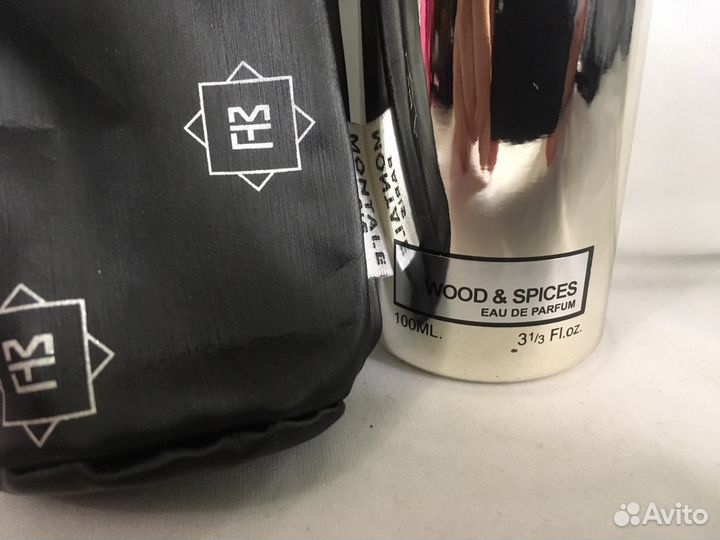 MONTALE
WOOD & SPICES
EAU DE PARFUM
100ML.
3 1/3 Fl.oz.
Avito